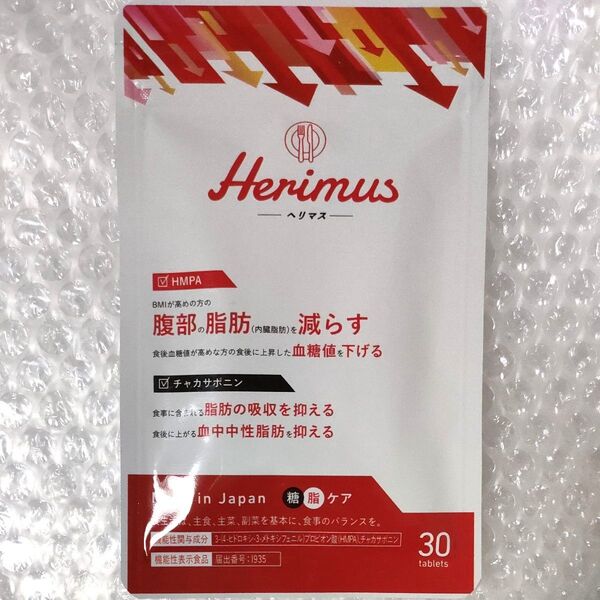 Herimus
ヘリマス
HMPA
BMIが高めの方の
腹部の脂肪(内臓脂肪)を減らす
食後血糖値が高めな方の食後に上昇した血糖値を下げる
チャカサポニン
食事に含まれる脂肪の吸収を抑える
食後に上がる血中中性脂肪を抑える
in Japan 糖脂ケア
は、主食、主菜、副菜を基本に、食事のバランスを。
機能性関与成分 3-(4-ヒドロキシ-3-メトキシフェニル)プロピオン酸(HMPA)、チャカサポニン
機能性表示食品 届出番号:I935
30
tablets